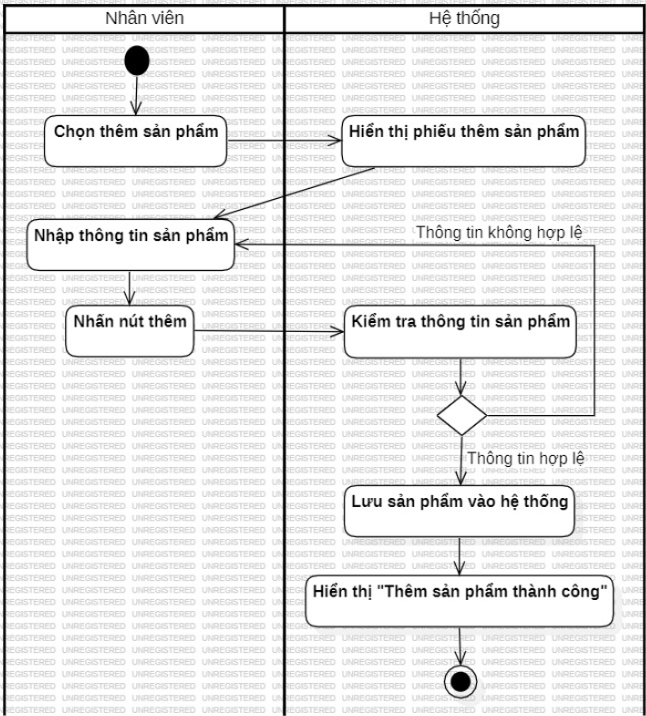 Nhân viên
Hệ thống
Chọn thêm sản phẩm
Hiển thị phiếu thêm sản phẩm
Nhập thông tin sản phẩm
Thông tin không hợp lệ
Nhấn nút thêm
Kiểm tra thông tin sản phẩm
Thông tin hợp lệ
Lưu sản phẩm vào hệ thống
Hiển thị "Thêm sản phẩm thành công"
UNREGISTERED